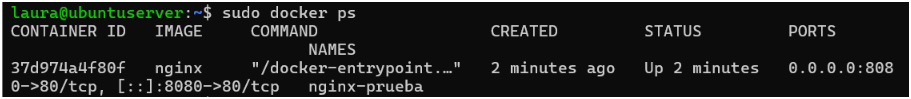 laura@ubuntuserver:~$ sudo docker ps
CONTAINER ID   IMAGE     COMMAND                  CREATED         STATUS         PORTS
                         NAMES
37d974a4f80f   nginx     "/docker-entrypoint.…"   2 minutes ago   Up 2 minutes   0.0.0.0:808
0->80/tcp, [::]:8080->80/tcp   nginx-prueba